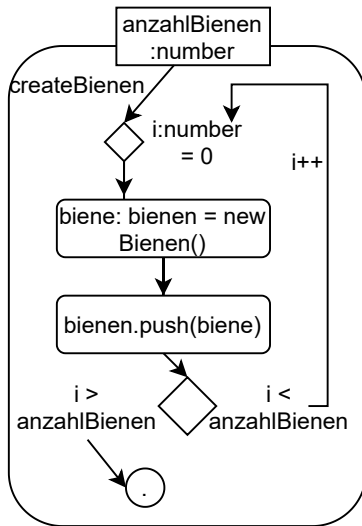 anzahlBienen
:number
createBienen
i:number
= 0
i++
biene: bienen = new
Bienen()
bienen.push(biene)
i >
anzahlBienen
i <
anzahlBienen
.